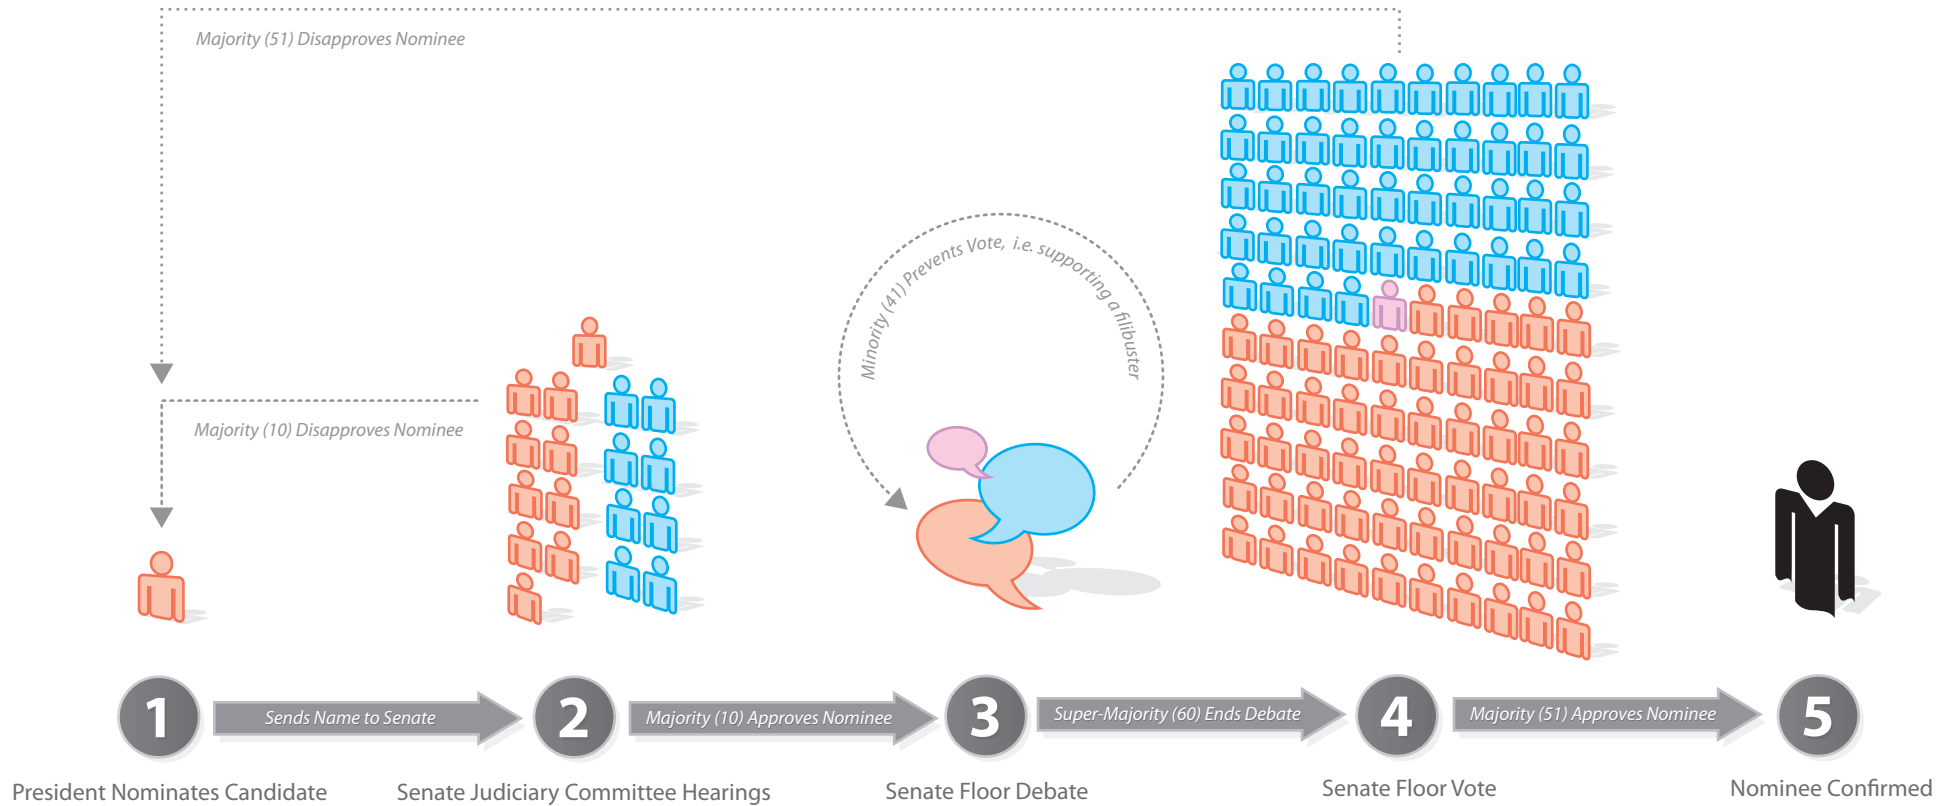 Majority (51) Disapproves Nominee
Majority (10) Disapproves Nominee
Minority (41) Prevents Vote, i.e. supporting a filibuster
1
Sends Name to Senate
2
Majority (10) Approves Nominee
3
Super-Majority (60) Ends Debate
4
Majority (51) Approves Nominee
5
President Nominates Candidate
Senate Judiciary Committee Hearings
Senate Floor Debate
Senate Floor Vote
Nominee Confirmed